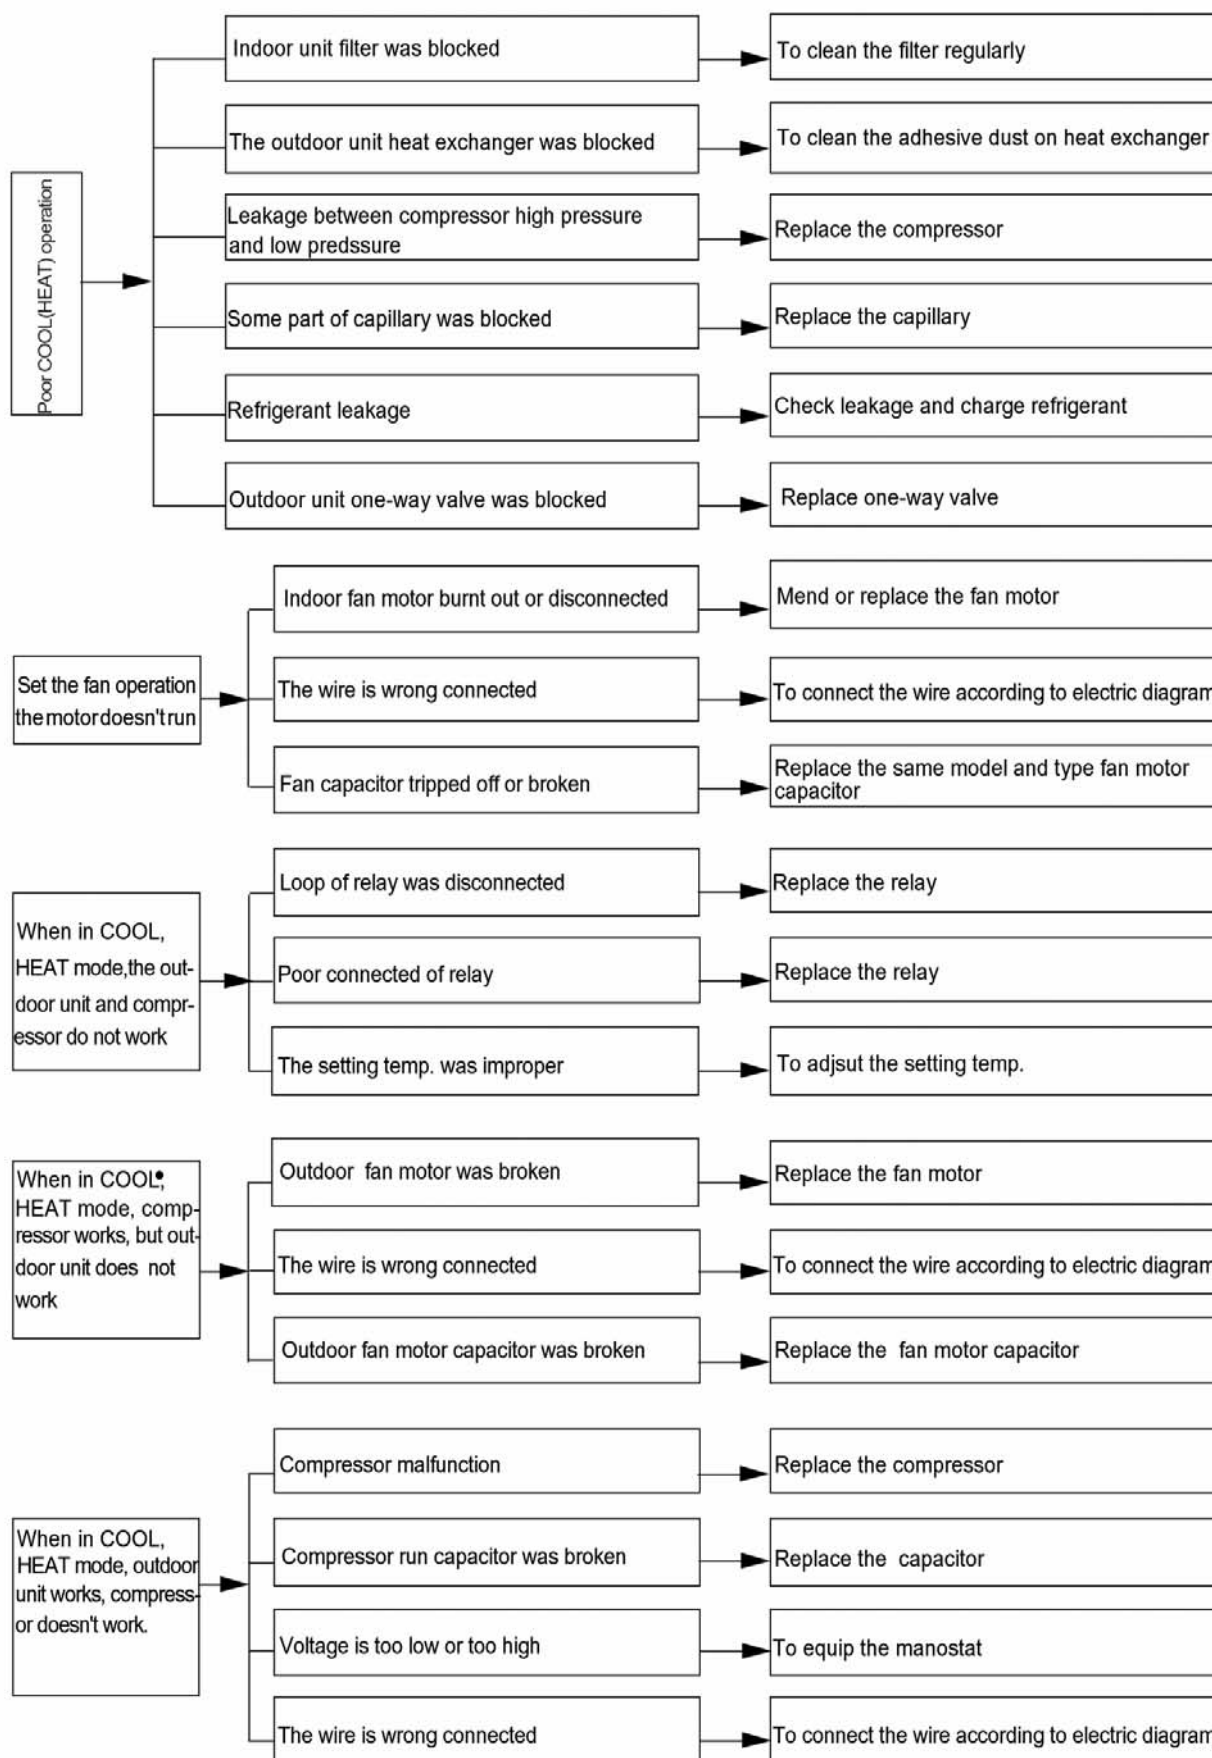 Poor COOL(HEAT) operation
Indoor unit filter was blocked
To clean the filter regularly
The outdoor unit heat exchanger was blocked
To clean the adhesive dust on heat exchanger
Leakage between compressor high pressure
and low predssure
Replace the compressor
Some part of capillary was blocked
Replace the capillary
Refrigerant leakage
Check leakage and charge refrigerant
Outdoor unit one-way valve was blocked
Replace one-way valve
Set the fan operation
the motor doesn't run
Indoor fan motor burnt out or disconnected
Mend or replace the fan motor
The wire is wrong connected
To connect the wire according to electric diagram
Fan capacitor tripped off or broken
Replace the same model and type fan motor
capacitor
When in COOL,
HEAT mode,the out-
door unit and compr-
essor do not work
Loop of relay was disconnected
Replace the relay
Poor connected of relay
Replace the relay
The setting temp. was improper
To adjsut the setting temp.
When in COOL,
HEAT mode, comp-
ressor works, but out-
door unit does not
work
Outdoor fan motor was broken
Replace the fan motor
The wire is wrong connected
To connect the wire according to electric diagram
Outdoor fan motor capacitor was broken
Replace the fan motor capacitor
When in COOL,
HEAT mode, outdoor
unit works, compress-
or doesn't work.
Compressor malfunction
Replace the compressor
Compressor run capacitor was broken
Replace the capacitor
Voltage is too low or too high
To equip the manostat
The wire is wrong connected
To connect the wire according to electric diagram